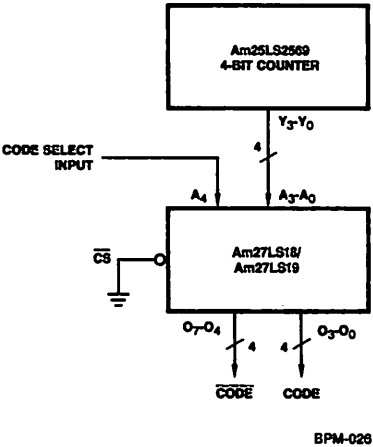 Am25LS2569
4-BIT COUNTER
Y3-Y0
4
CODE SELECT
INPUT
A4
A3-A0
CS
Am27LS18/
Am27LS19
O7-O4
4
4
O3-O0
CODE
CODE
BPM-026